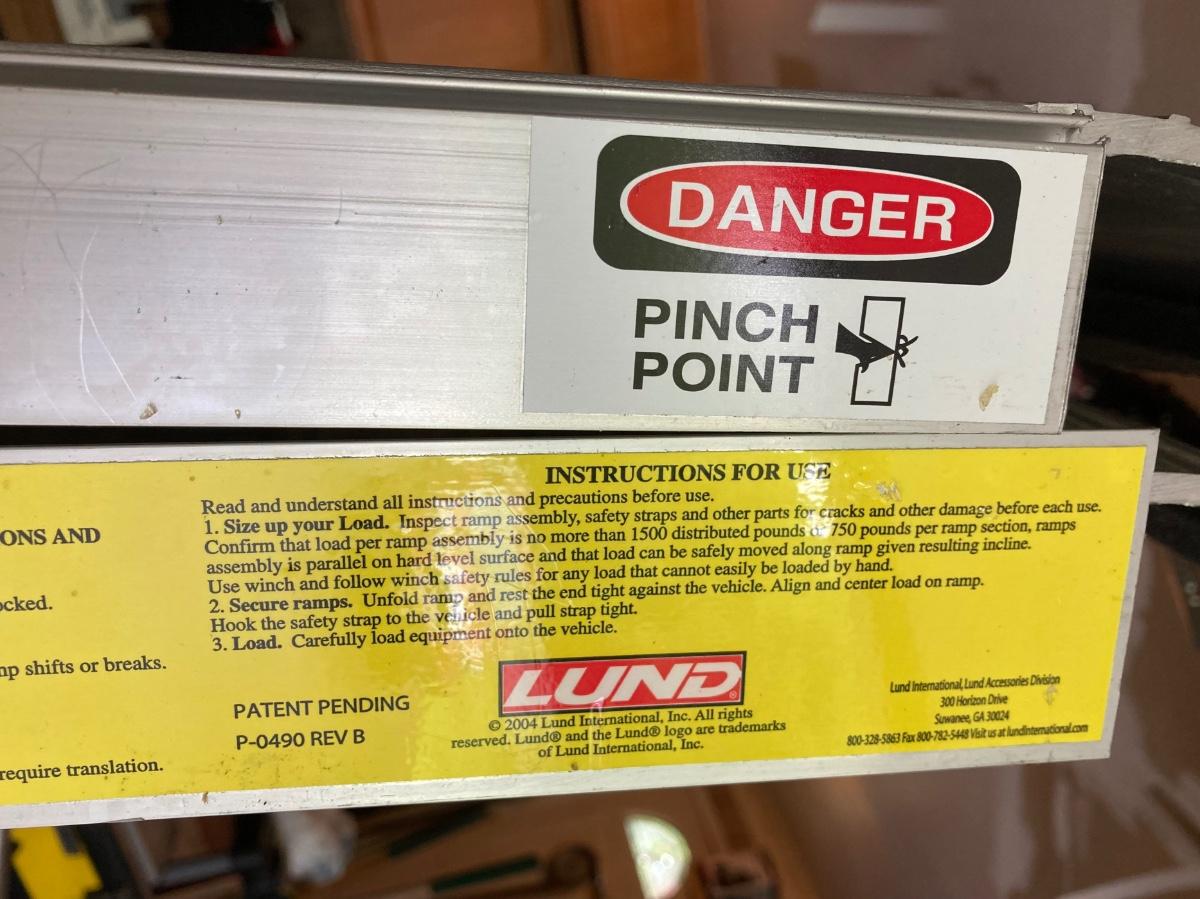 DANGER
PINCH
POINT
ONS AND
ocked.
np shifts or breaks.
require translation.
INSTRUCTIONS FOR USE
Read and understand all instructions and precautions before use.
1. Size up your Load. Inspect ramp assembly, safety straps and other parts for cracks and other damage before each use.
Confirm that load per ramp assembly is no more than 1500 distributed pounds or 750 pounds per ramp section, ramps
assembly is parallel on hard level surface and that load can be safely moved along ramp given resulting incline.
Use winch and follow winch safety rules for any load that cannot easily be loaded by hand.
2. Secure ramps. Unfold ramp and rest the end tight against the vehicle. Align and center load on ramp.
Hook the safety strap to the vehicle and pull strap tight.
3. Load. Carefully load equipment onto the vehicle.
PATENT PENDING
P-0490 REV B
LUND®
© 2004 Lund International, Inc. All rights
reserved. Lund® and the Lund® logo are trademarks
of Lund International, Inc.
Lund International, Lund Accessories Division
300 Horizon Drive
Suwanee, GA 30024
800-328-5863 Fax 800-782-5448 Visit us at lundinternational.com